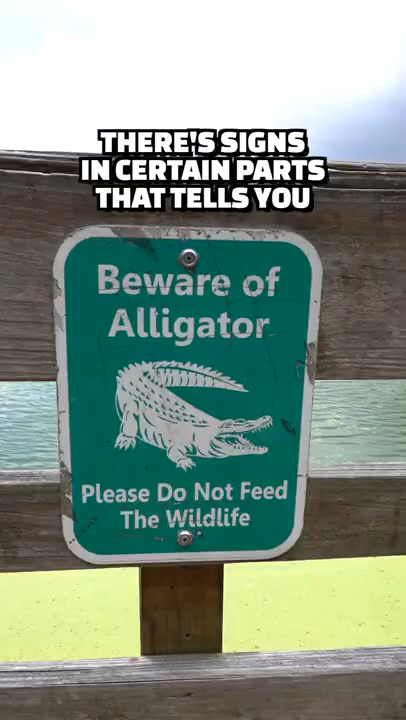 THERE'S SIGNS
IN CERTAIN PARTS
THAT TELLS YOU
Beware of
Alligator
Please Do Not Feed
The Wildlife